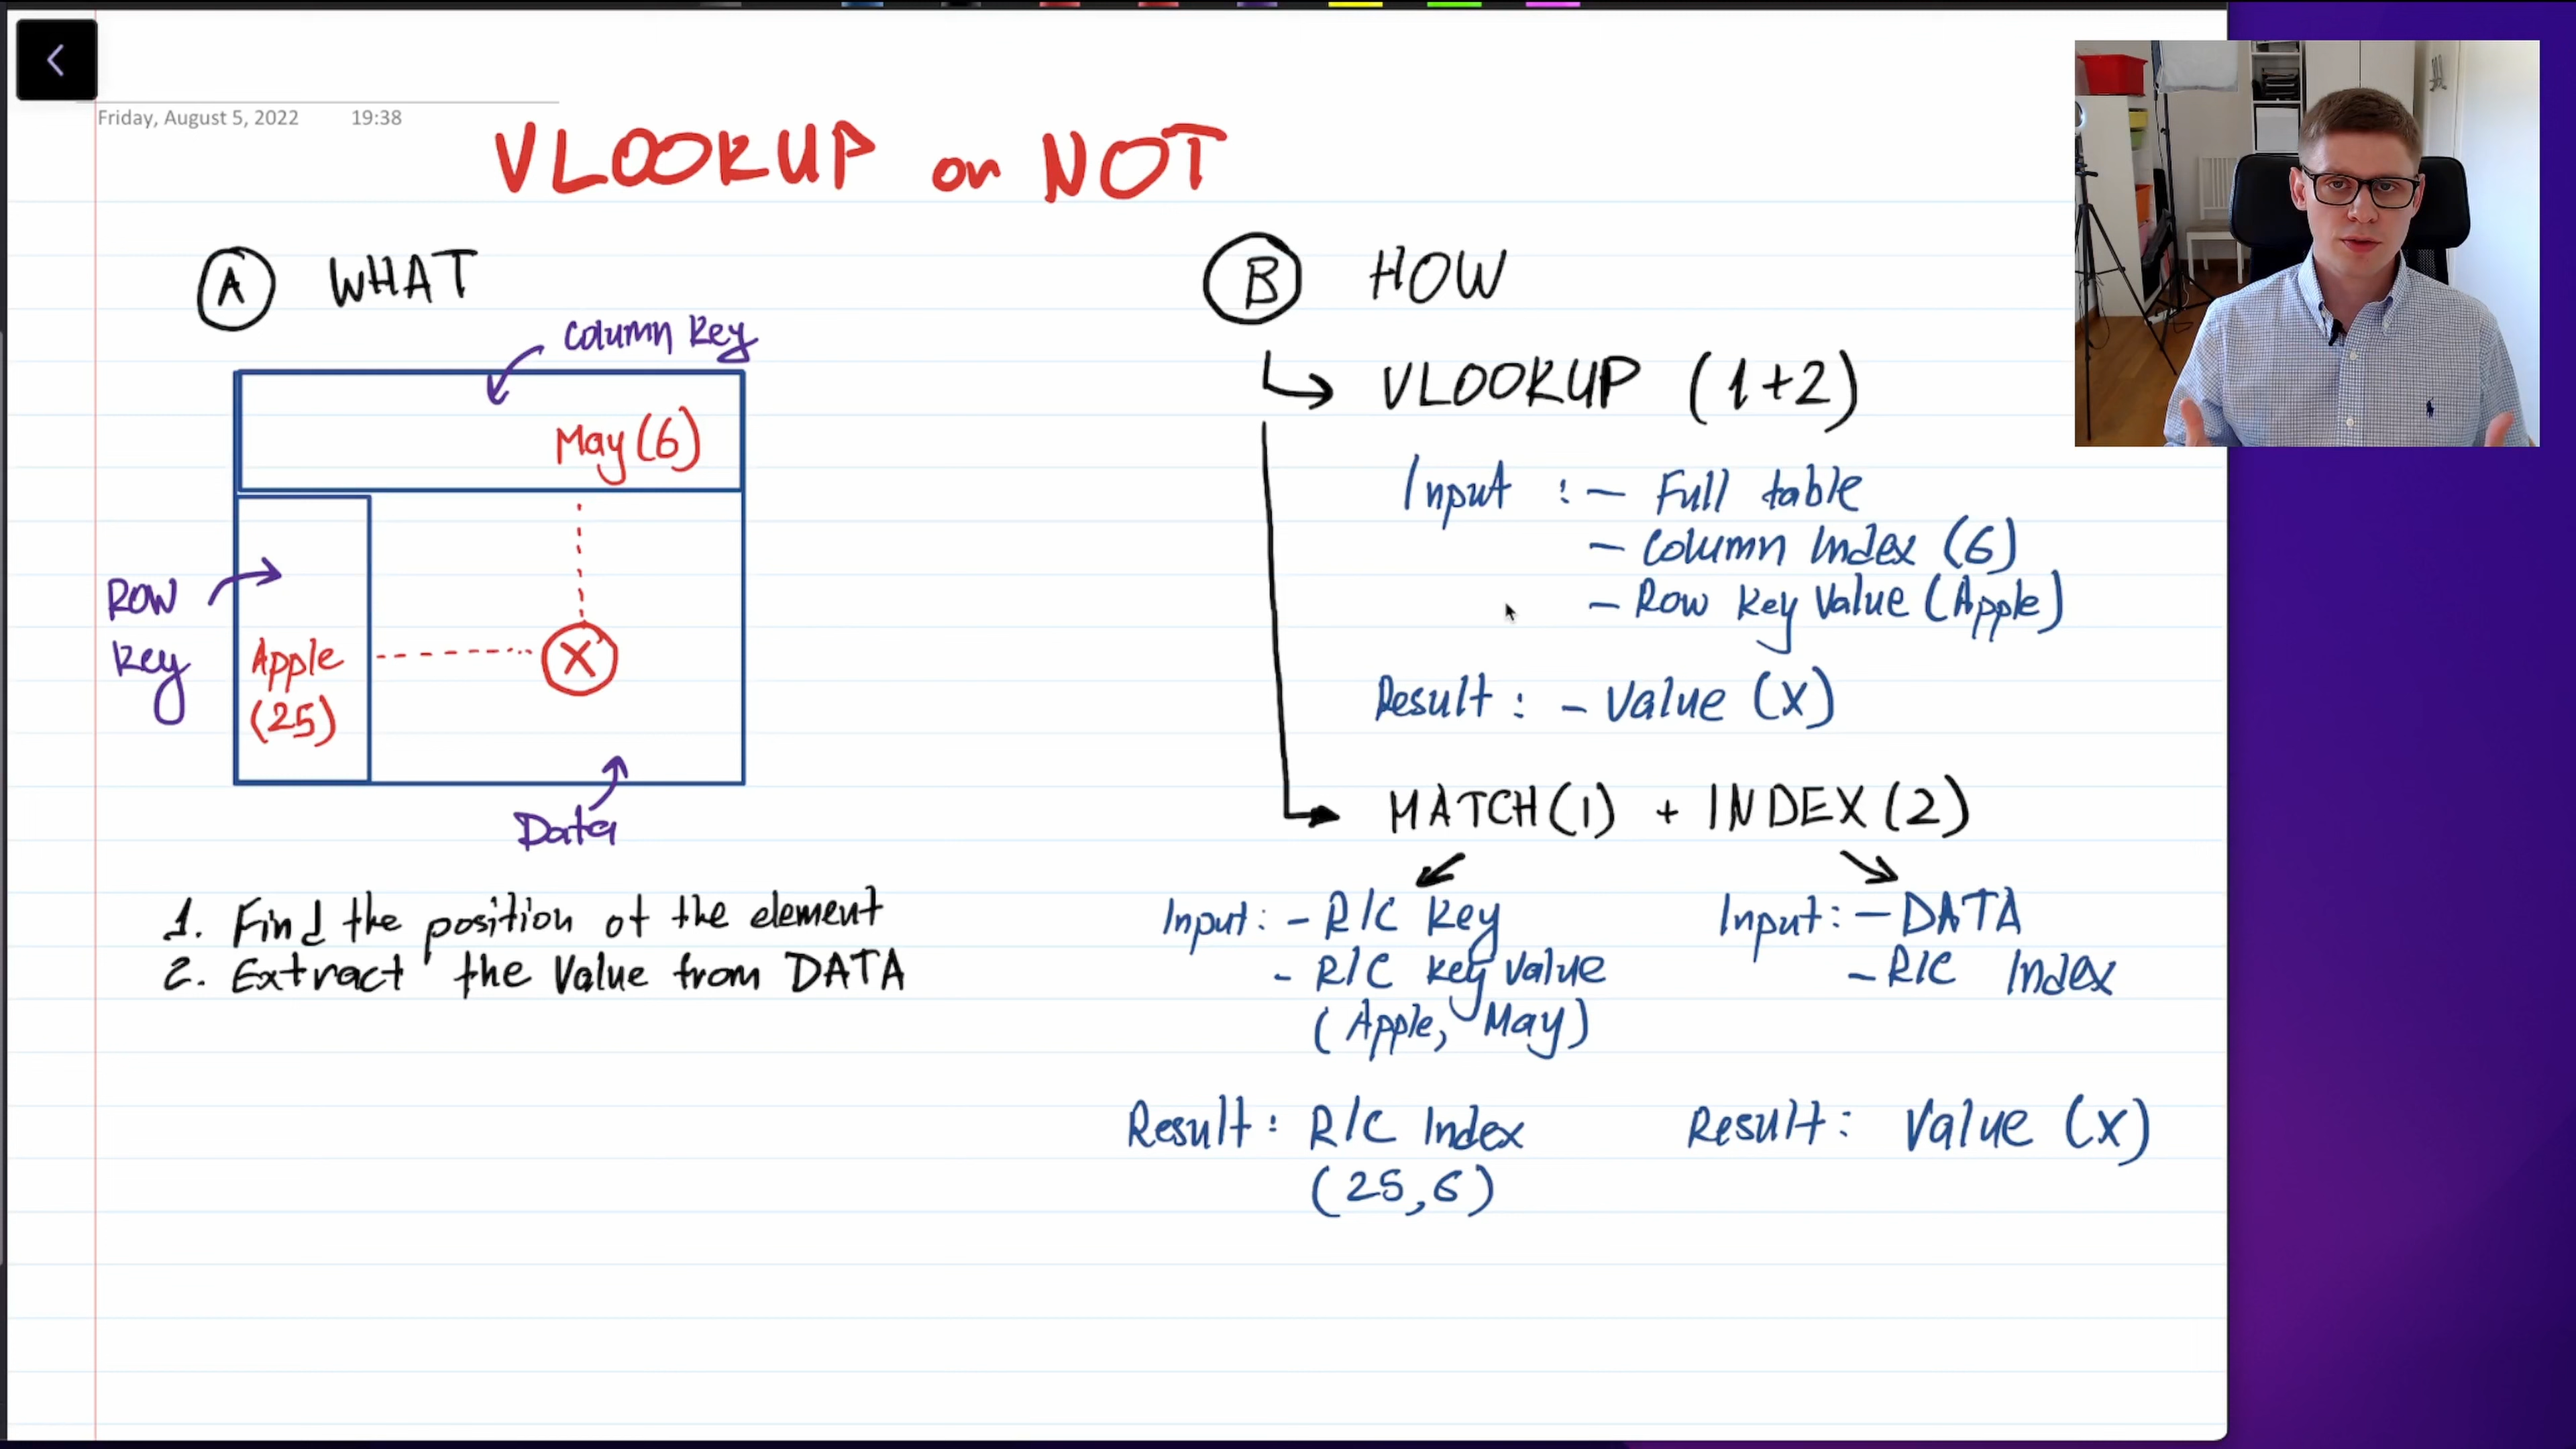 Friday, August 5, 2022 19:38
VLOOKUP or NOT
A WHAT
Column Key
May (6)
Row
Key
Apple
(25)
X
Data
1. Find the position of the element
2. Extract the Value from DATA
B HOW
VLOOKUP (1+2)
Input : - Full table
- Column Index (6)
- Row Key Value (Apple)
Result : - Value (X)
MATCH(1) + INDEX(2)
Input: - R/C Key
- R/C Key Value
(Apple, May)
Result : R/C Index
(25,6)
Input: - DATA
- R/C Index
Result: Value (X)